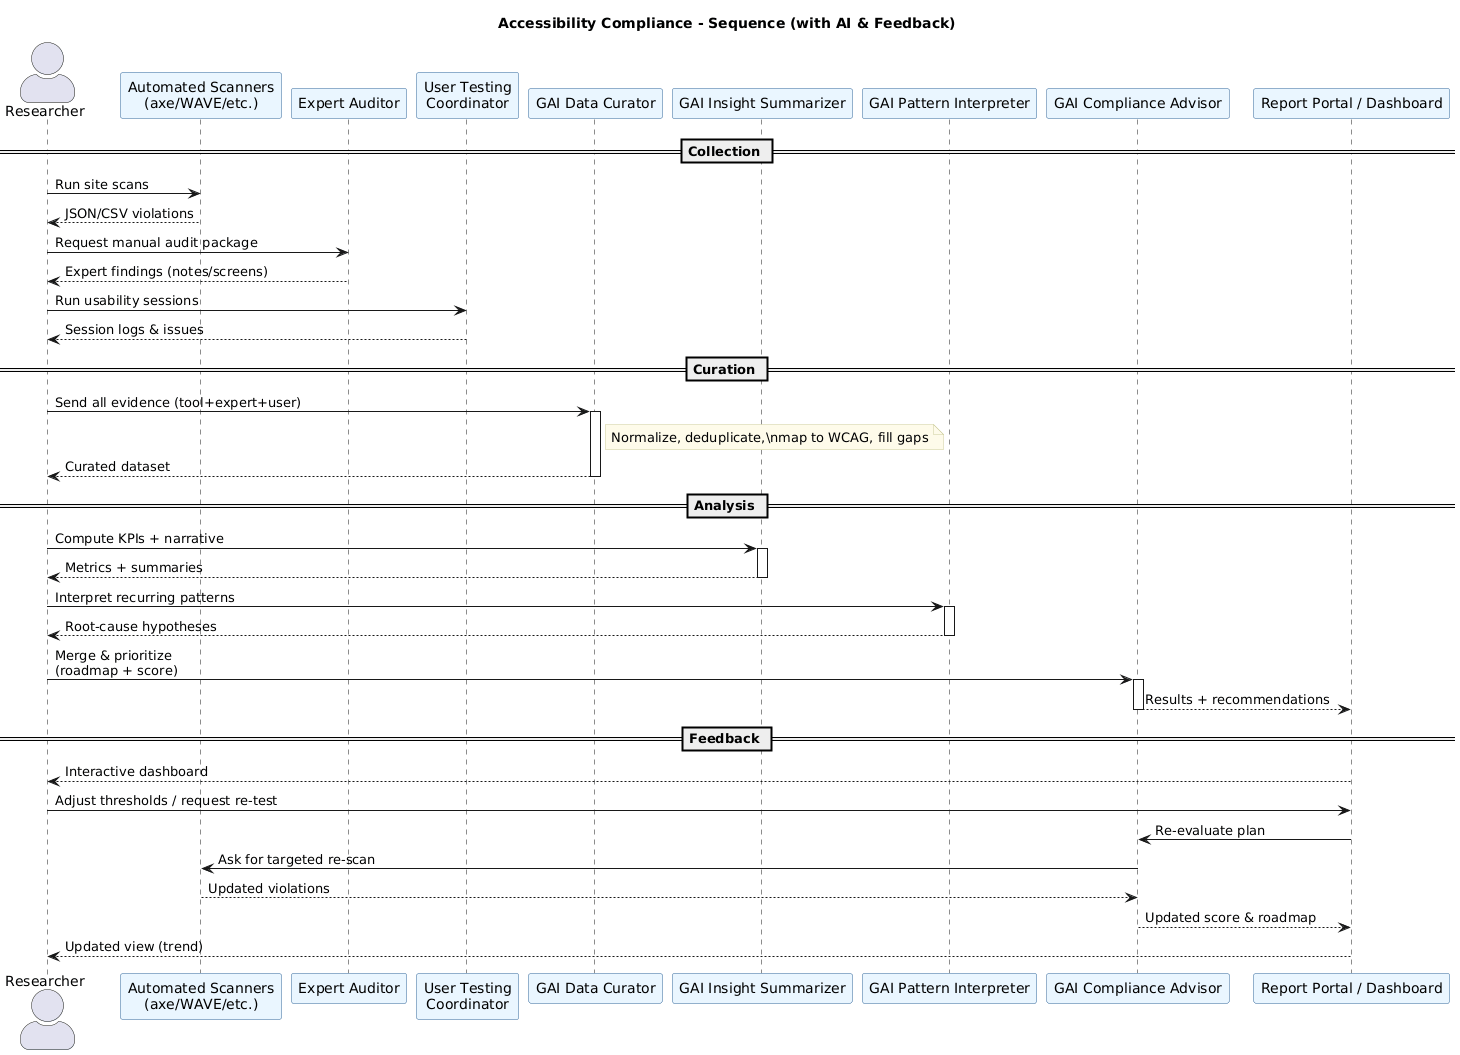 Accessibility Compliance - Sequence (with AI & Feedback)
Researcher
Automated Scanners
(axe/WAVE/etc.)
Expert Auditor
User Testing
Coordinator
GAI Data Curator
GAI Insight Summarizer
GAI Pattern Interpreter
GAI Compliance Advisor
Report Portal / Dashboard
Collection
Run site scans
JSON/CSV violations
Request manual audit package
Expert findings (notes/screens)
Run usability sessions
Session logs & issues
Curation
Send all evidence (tool+expert+user)
Normalize, deduplicate,\nmap to WCAG, fill gaps
Curated dataset
Analysis
Compute KPIs + narrative
Metrics + summaries
Interpret recurring patterns
Root-cause hypotheses
Merge & prioritize
(roadmap + score)
Results + recommendations
Feedback
Interactive dashboard
Adjust thresholds / request re-test
Re-evaluate plan
Ask for targeted re-scan
Updated violations
Updated score & roadmap
Updated view (trend)
Researcher
Automated Scanners
(axe/WAVE/etc.)
Expert Auditor
User Testing
Coordinator
GAI Data Curator
GAI Insight Summarizer
GAI Pattern Interpreter
GAI Compliance Advisor
Report Portal / Dashboard